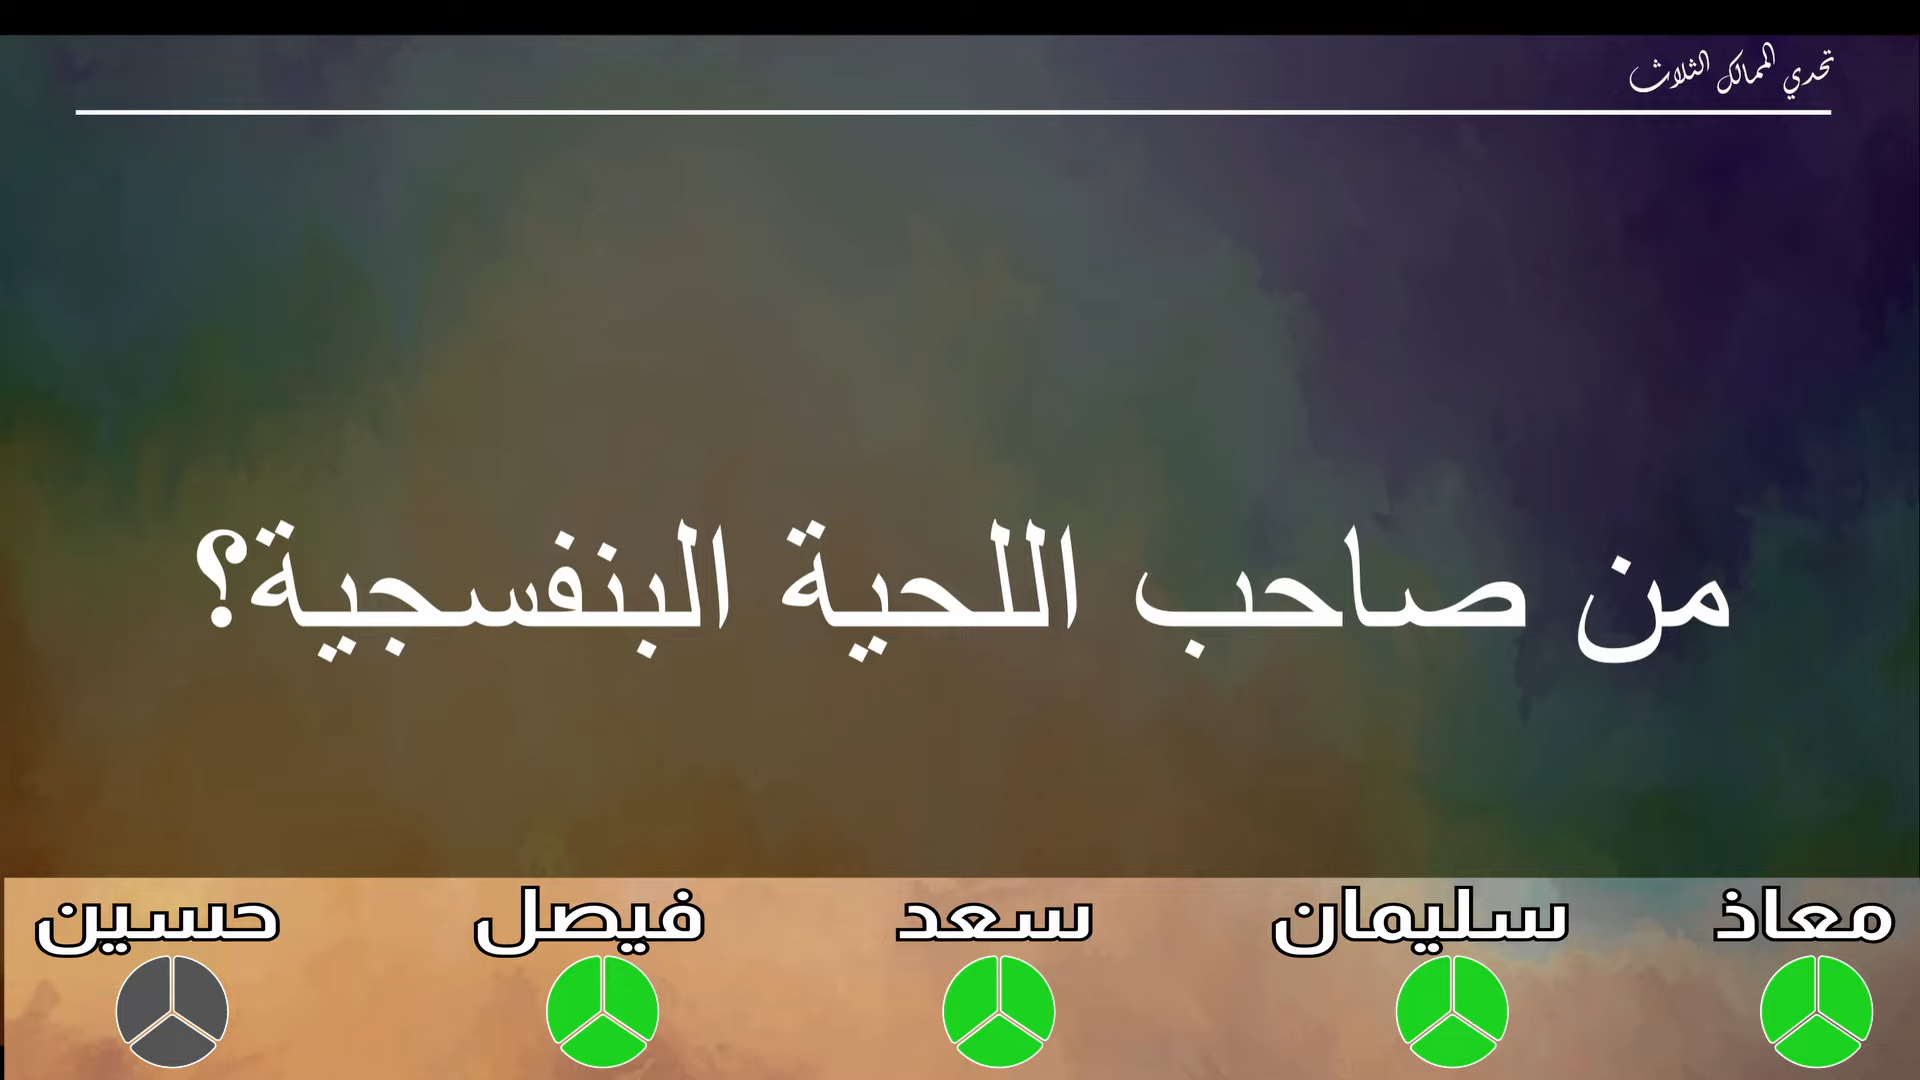 تحدي الممالك الثلاث
من صاحب اللحية البنفسجية؟
معاذ سليمان سعد فيصل حسين